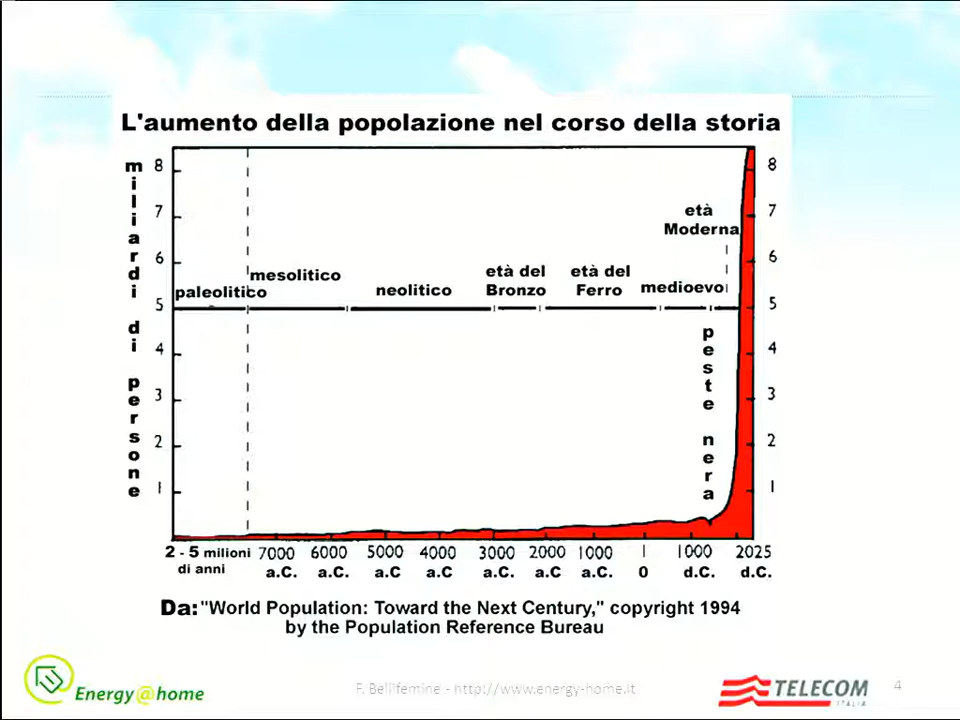 L'aumento della popolazione nel corso della storia
miliardi di persone
8 8
7 7
6 6
5 5
4 4
3 3
2 2
1 1
età
Moderna
mesolitico
paleolitico
neolitico
età del
Bronzo
età del
Ferro
medioevo
peste nera
2 - 5 milioni 7000 6000 5000 4000 3000 2000 1000 1 1000 2025
di anni a.C. a.C. a.C a.C a.C. a.C a.C. 0 d.C. d.C.
Da: "World Population: Toward the Next Century," copyright 1994
by the Population Reference Bureau
Energy@home
F. Bellifemine - http://www.energy-home.it
TELECOM
ITALIA
4